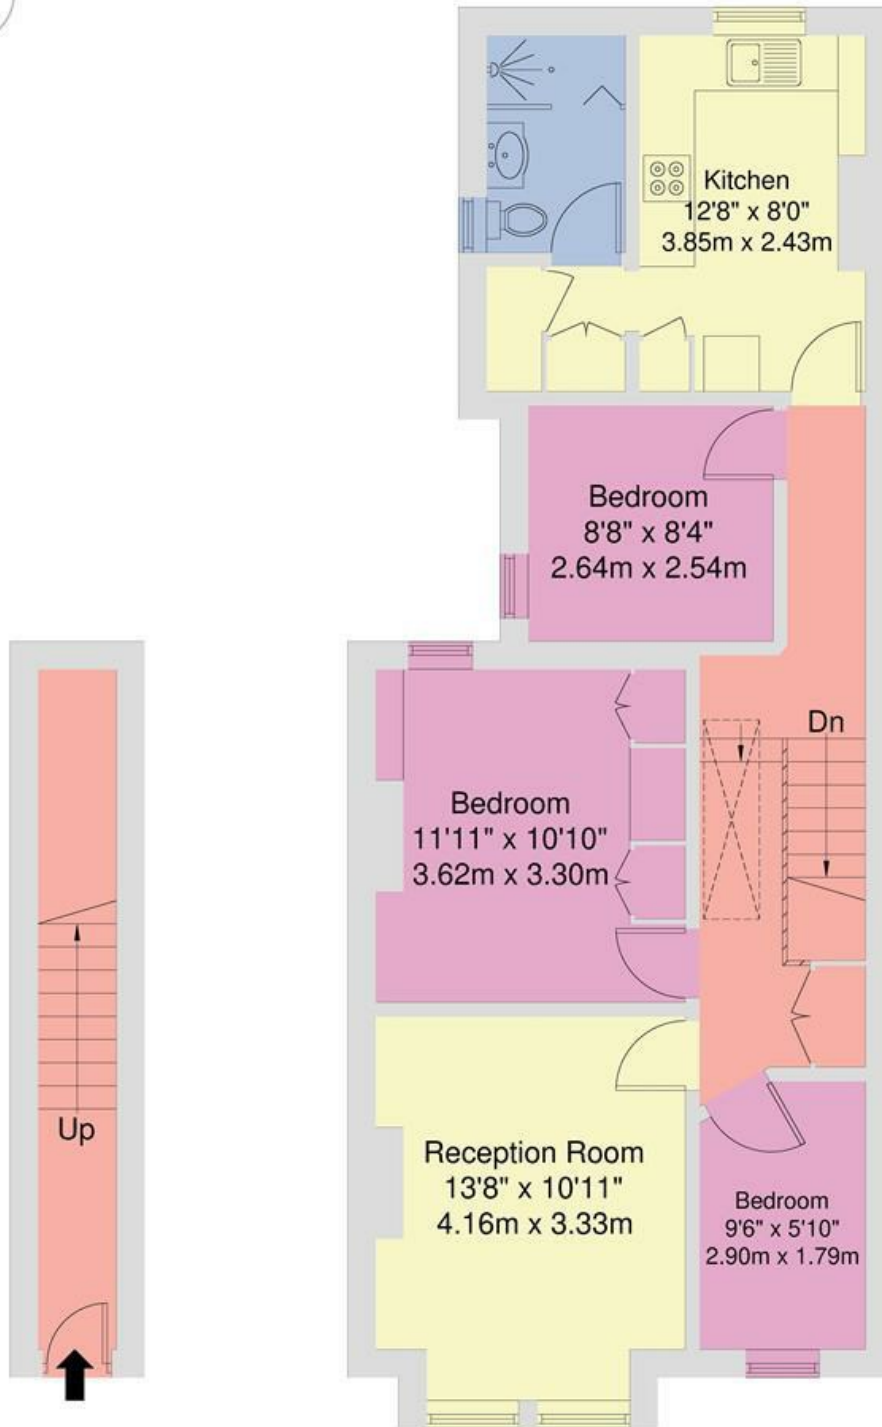 Kitchen
12'8" x 8'0"
3.85m x 2.43m
Bedroom
8'8" x 8'4"
2.64m x 2.54m
Dn
Bedroom
11'11" x 10'10"
3.62m x 3.30m
Up
Reception Room
13'8" x 10'11"
4.16m x 3.33m
Bedroom
9'6" x 5'10"
2.90m x 1.79m